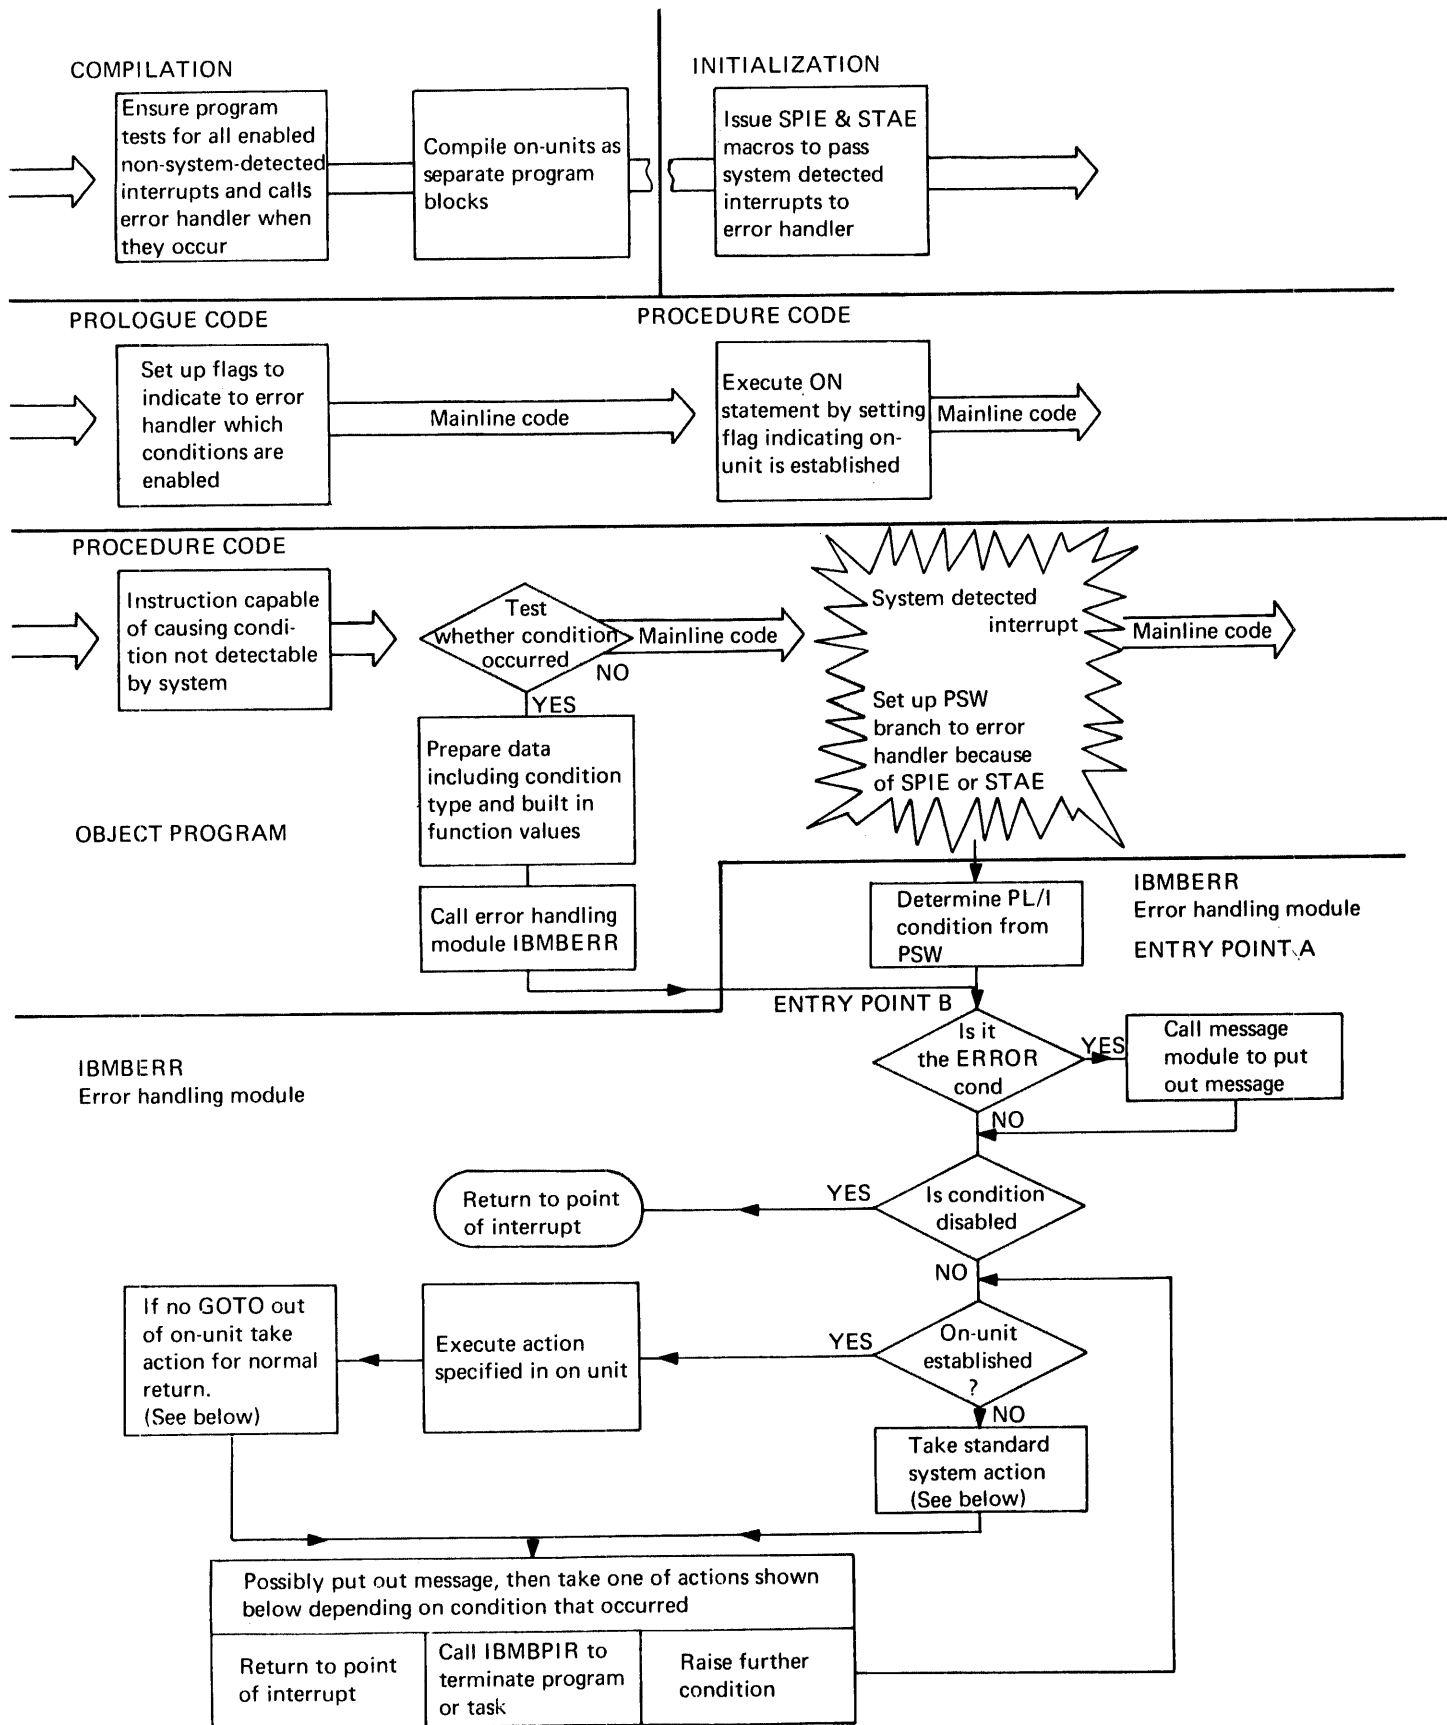 COMPILATION
Ensure program
tests for all enabled
non-system-detected
interrupts and calls
error handler when
they occur
Compile on-units as
separate program
blocks
INITIALIZATION
Issue SPIE & STAE
macros to pass
system detected
interrupts to
error handler
PROLOGUE CODE
Set up flags to
indicate to error
handler which
conditions are
enabled
Mainline code
PROCEDURE CODE
Execute ON
statement by setting
flag indicating on-
unit is established
Mainline code
PROCEDURE CODE
Instruction capable
of causing condi-
tion not detectable
by system
Test
whether condition
occurred
NO
Mainline code
YES
Prepare data
including condition
type and built in
function values
Call error handling
module IBMBERR
System detected
interrupt
Set up PSW
branch to error
handler because
of SPIE or STAE
Mainline code
OBJECT PROGRAM
Determine PL/I
condition from
PSW
IBMBERR
Error handling module
ENTRY POINT A
ENTRY POINT B
Is it
the ERROR
cond
YES
Call message
module to put
out message
NO
IBMBERR
Error handling module
Is condition
disabled
YES
Return to point
of interrupt
NO
On-unit
established
?
YES
Execute action
specified in on unit
If no GOTO out
of on-unit take
action for normal
return.
(See below)
NO
Take standard
system action
(See below)
Possibly put out message, then take one of actions shown
below depending on condition that occurred
Return to point
of interrupt
Call IBMBPIR to
terminate program
or task
Raise further
condition